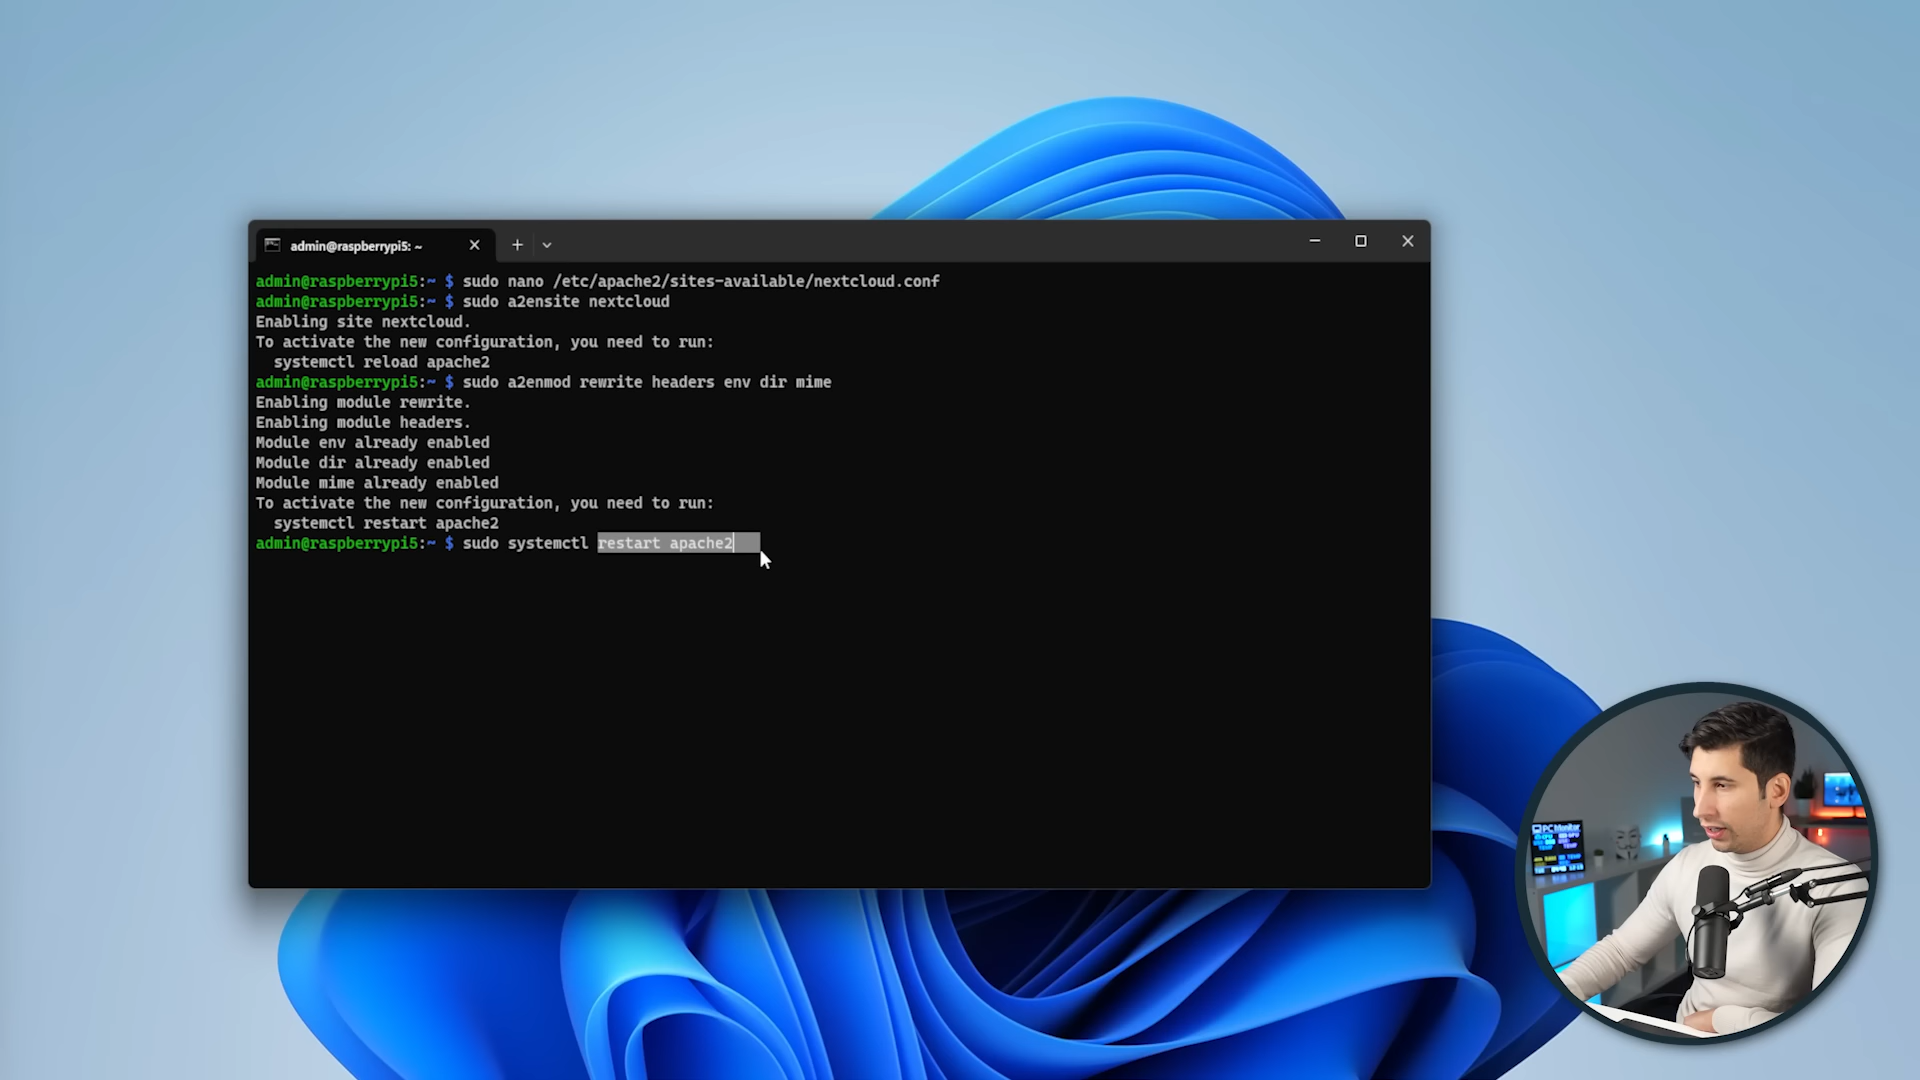 admin@raspberrypi5: ~
admin@raspberrypi5:~ $ sudo nano /etc/apache2/sites-available/nextcloud.conf
admin@raspberrypi5:~ $ sudo a2ensite nextcloud
Enabling site nextcloud.
To activate the new configuration, you need to run:
systemctl reload apache2
admin@raspberrypi5:~ $ sudo a2enmod rewrite headers env dir mime
Enabling module rewrite.
Enabling module headers.
Module env already enabled
Module dir already enabled
Module mime already enabled
To activate the new configuration, you need to run:
systemctl restart apache2
admin@raspberrypi5:~ $ sudo systemctl restart apache2
PC Monitor